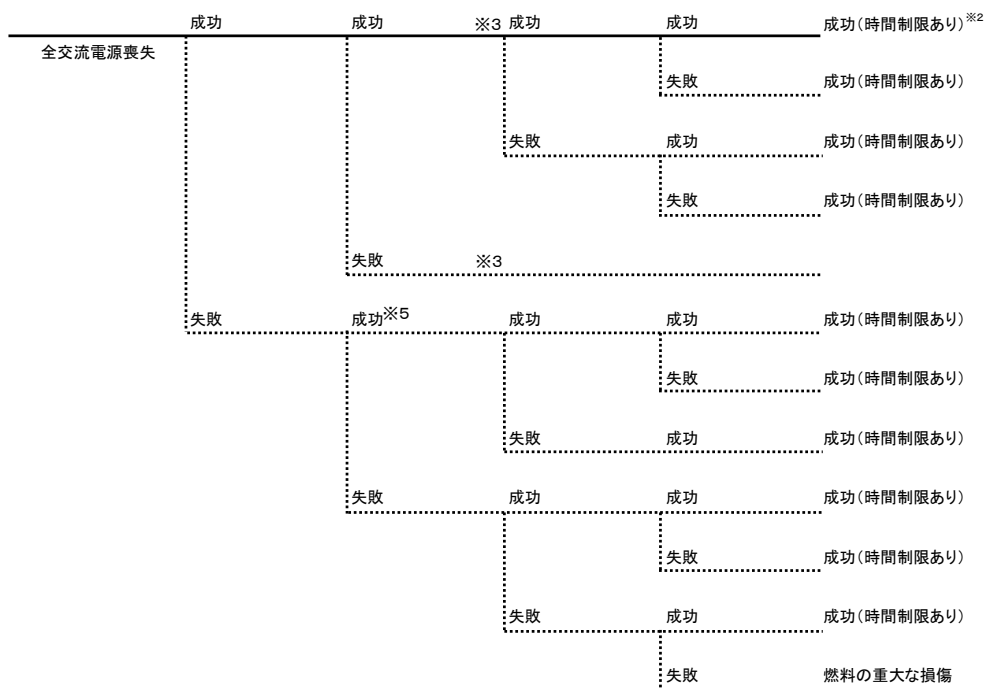 成功 成功 ※3 成功 成功 成功(時間制限あり)※2
全交流電源喪失
失敗 成功(時間制限あり)
失敗 成功 成功(時間制限あり)
失敗 成功(時間制限あり)
失敗 ※3
失敗 成功※5 成功 成功 成功(時間制限あり)
失敗 成功(時間制限あり)
失敗 成功 成功(時間制限あり)
失敗 成功 成功 成功(時間制限あり)
失敗 成功(時間制限あり)
失敗 成功 成功(時間制限あり)
失敗 燃料の重大な損傷